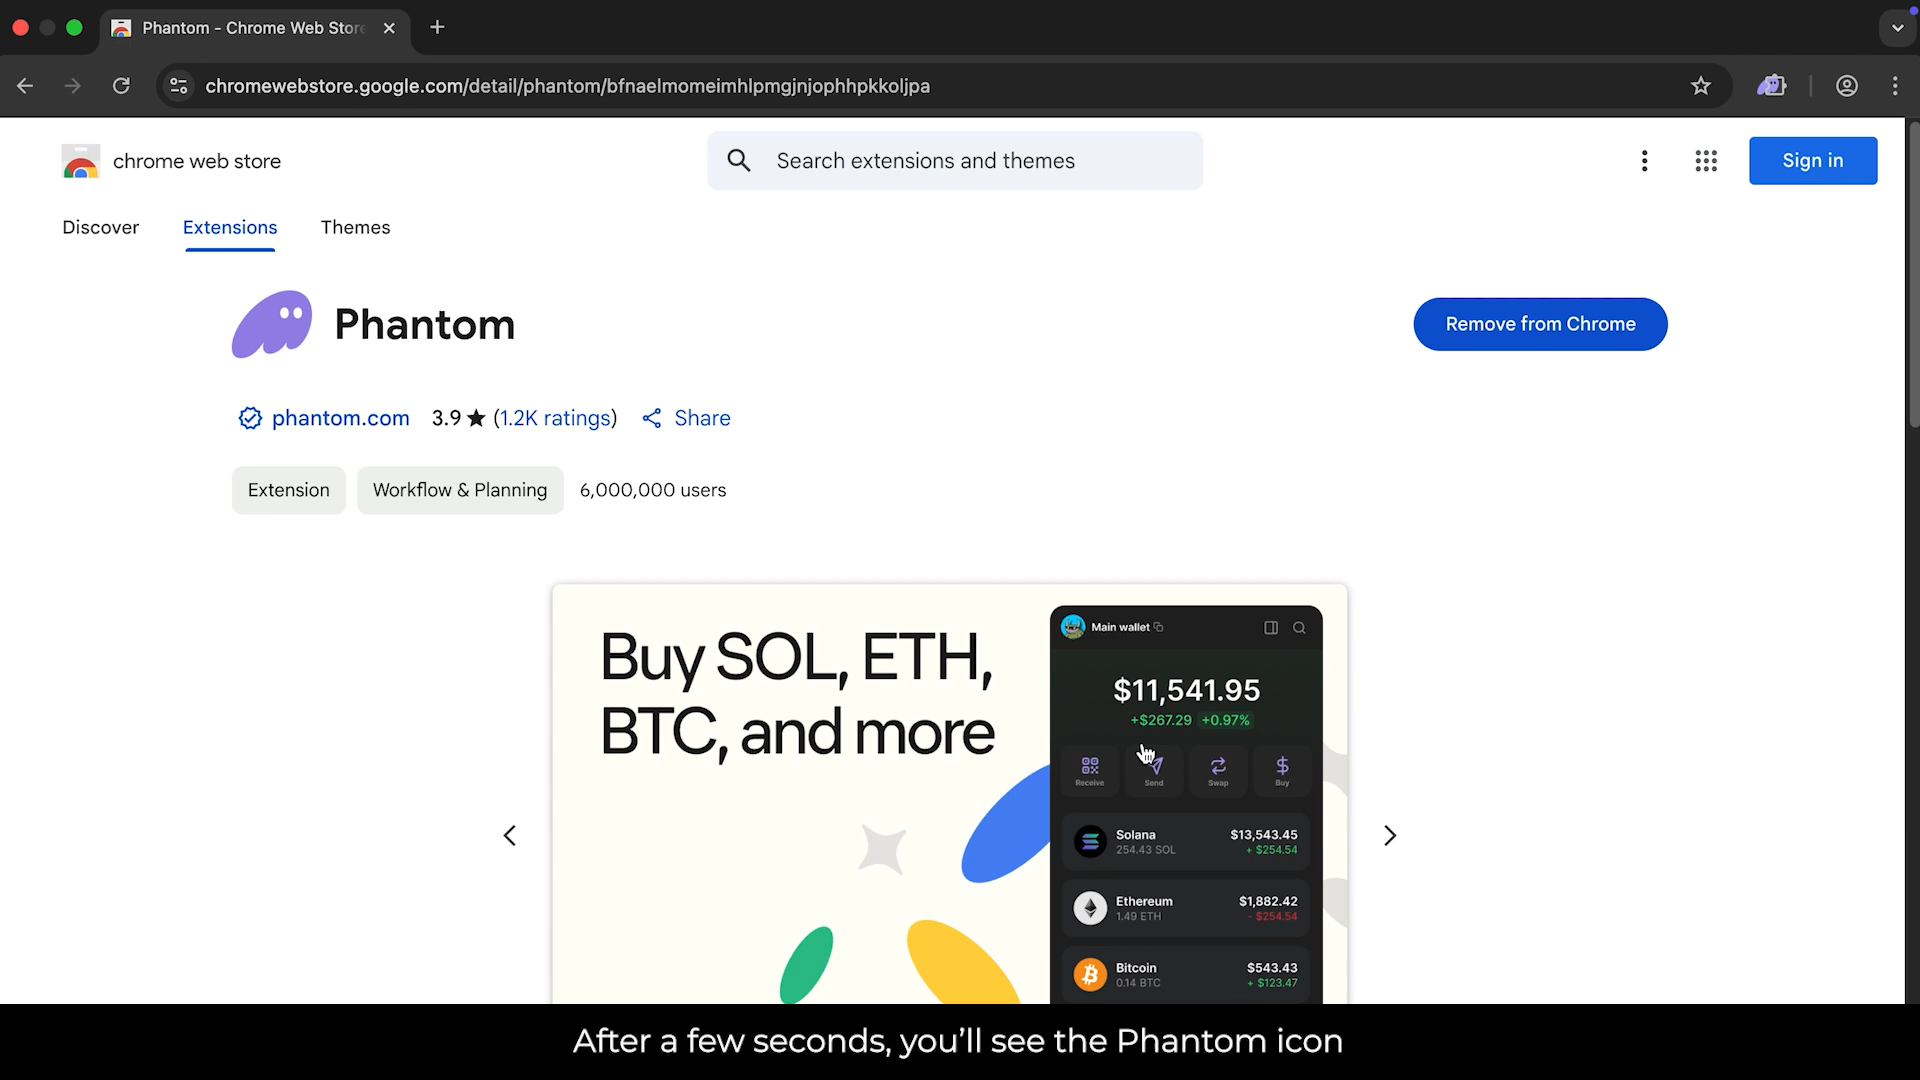 Phantom - Chrome Web Store
chromewebstore.google.com/detail/phantom/bfnaelmomeimhlpmgjnjophhpkkoljpa
chrome web store
Search extensions and themes
Sign in
Discover
Extensions
Themes
Phantom
Remove from Chrome
phantom.com
3.9 ★ (1.2K ratings)
Share
Extension
Workflow & Planning
6,000,000 users
Buy SOL, ETH,
BTC, and more
Main wallet
$11,541.95
+$267.29 +0.97%
Receive
Send
Swap
Buy
Solana
$13,543.45
254.43 SOL
+ $254.54
Ethereum
$1,882.42
1.49 ETH
- $254.54
Bitcoin
$543.43
0.14 BTC
+ $123.47
After a few seconds, you’ll see the Phantom icon